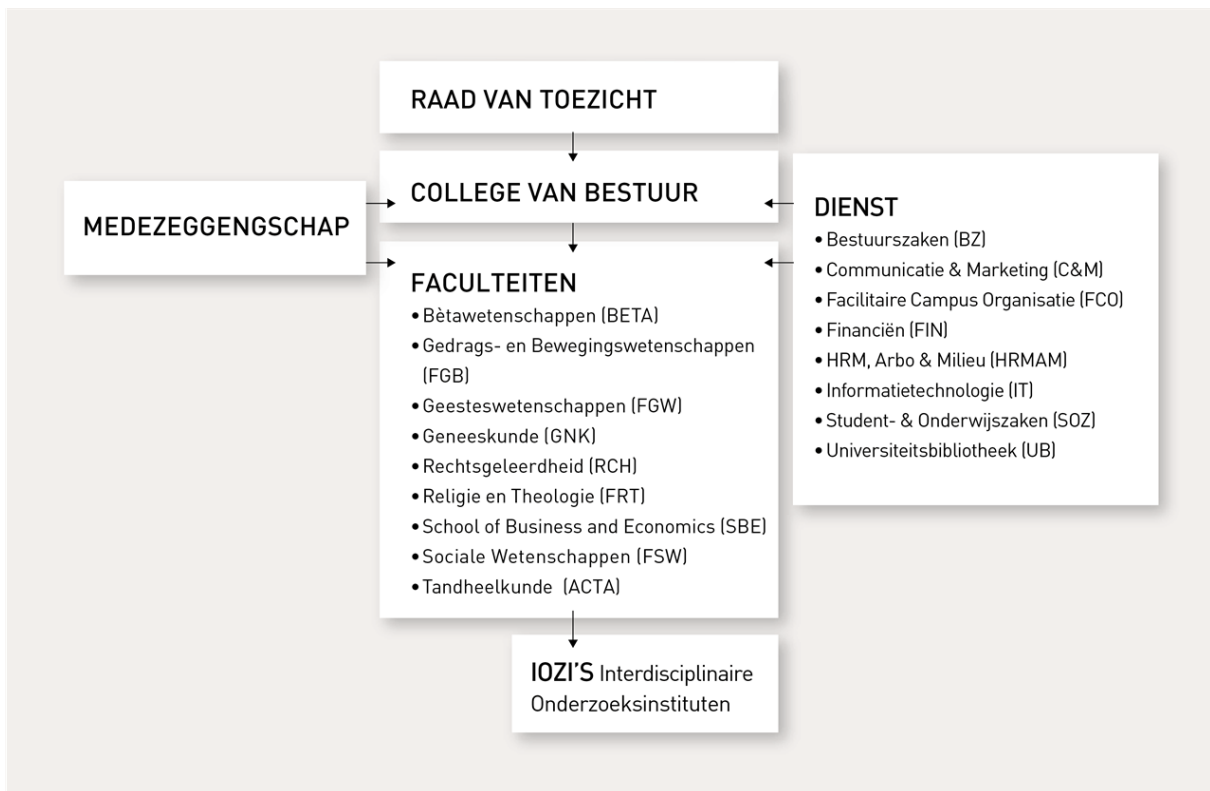 RAAD VAN TOEZICHT
COLLEGE VAN BESTUUR
MEDEZEGGENGSCHAP
FACULTEITEN
• Bètawetenschappen (BETA)
• Gedrags- en Bewegingswetenschappen
(FGB)
• Geesteswetenschappen (FGW)
• Geneeskunde (GNK)
• Rechtsgeleerdheid (RCH)
• Religie en Theologie (FRT)
• School of Business and Economics (SBE)
• Sociale Wetenschappen (FSW)
• Tandheelkunde (ACTA)
DIENST
• Bestuurszaken (BZ)
• Communicatie & Marketing (C&M)
• Facilitaire Campus Organisatie (FCO)
• Financiën (FIN)
• HRM, Arbo & Milieu (HRMAM)
• Informatietechnologie (IT)
• Student- & Onderwijszaken (SOZ)
• Universiteitsbibliotheek (UB)
IOZI'S Interdisciplinaire
Onderzoeksinstituten